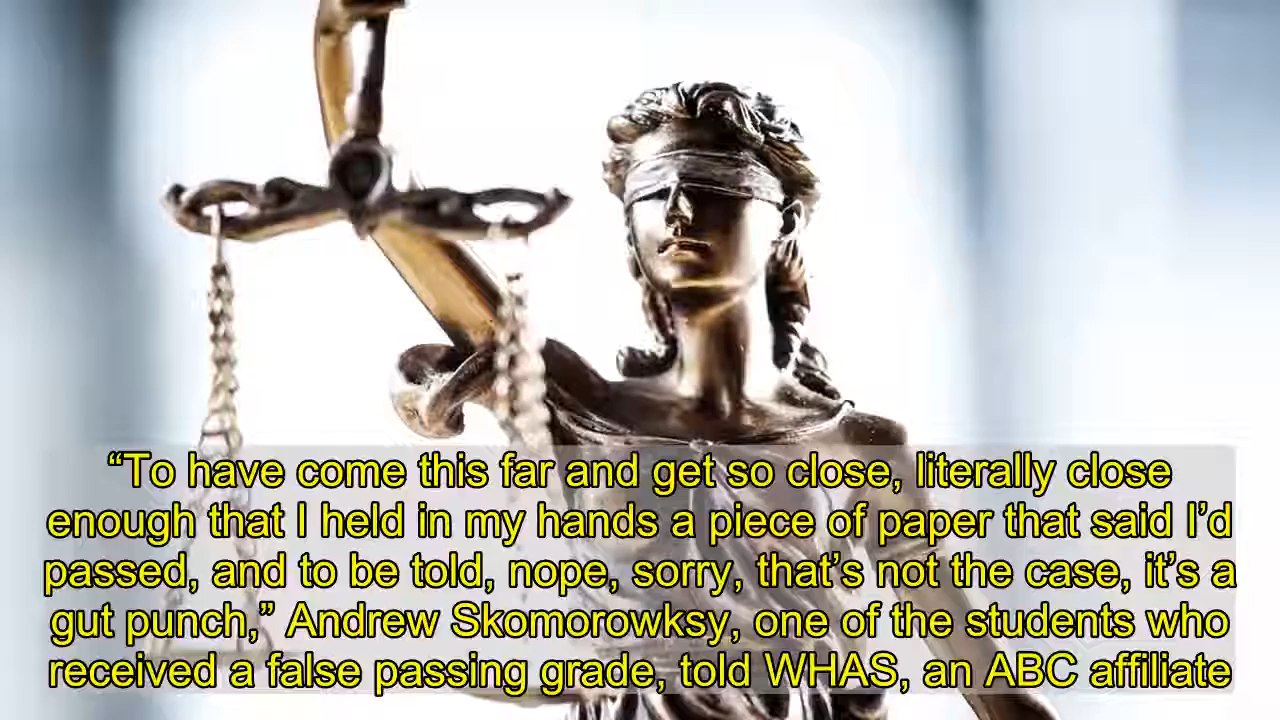 “To have come this far and get so close, literally close
enough that I held in my hands a piece of paper that said I’d
passed, and to be told, nope, sorry, that’s not the case, it’s a
gut punch,” Andrew Skomorowksy, one of the students who
received a false passing grade, told WHAS, an ABC affiliate